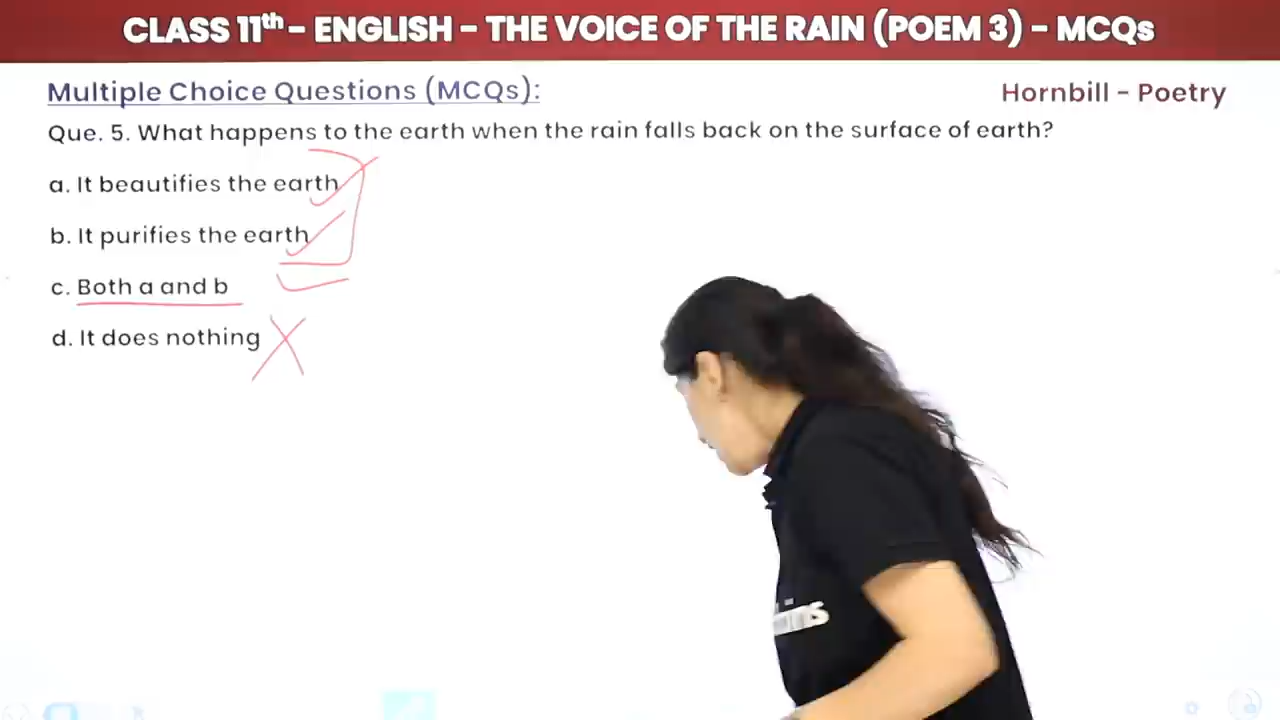 CLASS 11th - ENGLISH - THE VOICE OF THE RAIN (POEM 3) - MCQs
Multiple Choice Questions (MCQs):
Hornbill - Poetry
Que. 5. What happens to the earth when the rain falls back on the surface of earth?
a. It beautifies the earth
b. It purifies the earth
c. Both a and b
d. It does nothing